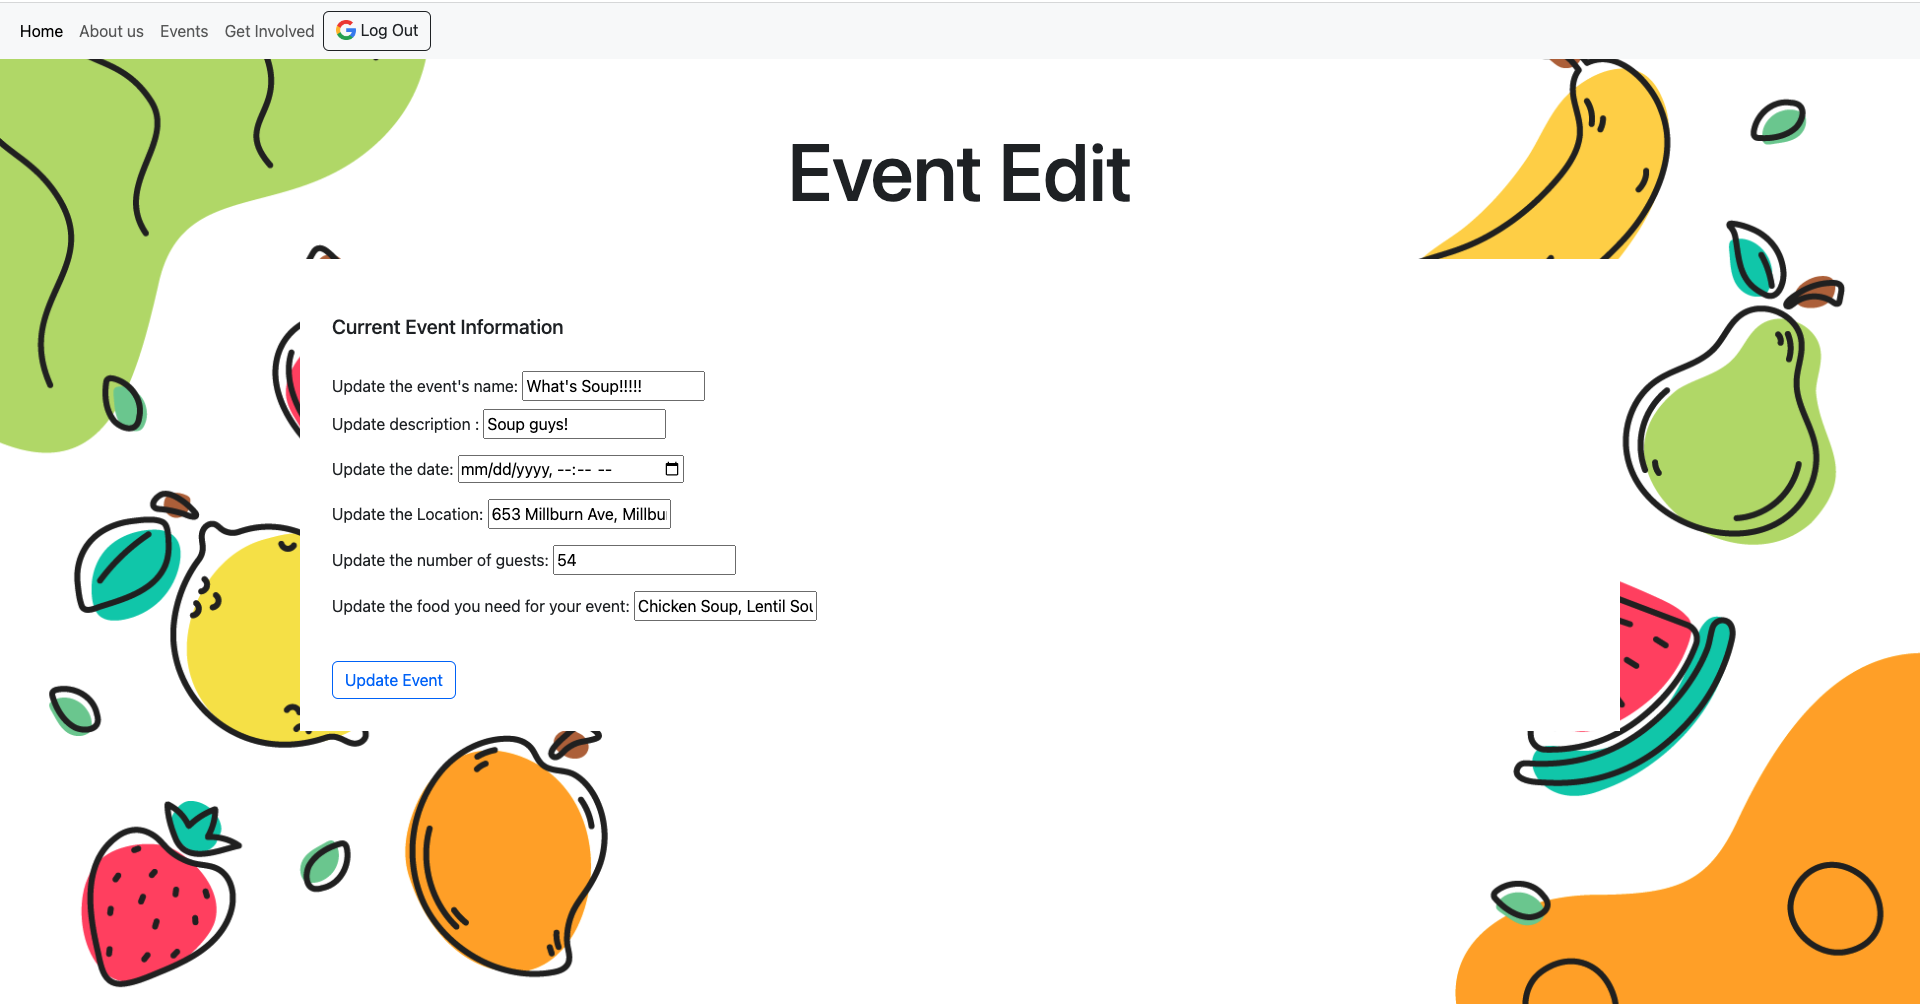 Home About us Events Get Involved Log Out
Event Edit
Current Event Information
Update the event's name: What's Soup!!!!!
Update description : Soup guys!
Update the date: mm/dd/yyyy, --:-- --
Update the Location: 653 Millburn Ave, Millbu
Update the number of guests: 54
Update the food you need for your event: Chicken Soup, Lentil Sou
Update Event